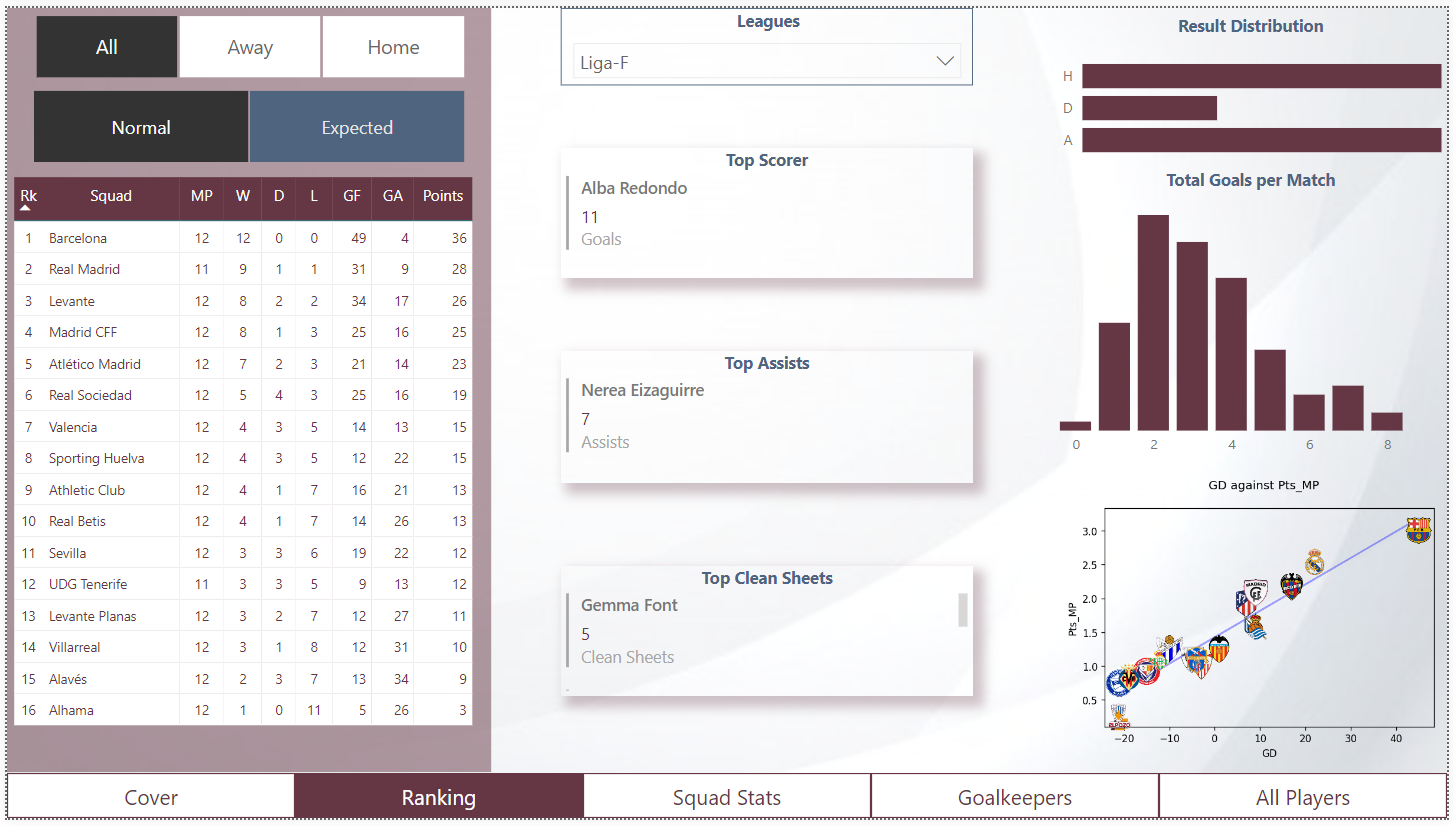 All Away Home
Normal Expected
Rk Squad MP W D L GF GA Points
1 Barcelona 12 12 0 0 49 4 36
2 Real Madrid 11 9 1 1 31 9 28
3 Levante 12 8 2 2 34 17 26
4 Madrid CFF 12 8 1 3 25 16 25
5 Atlético Madrid 12 7 2 3 21 14 23
6 Real Sociedad 12 5 4 3 25 16 19
7 Valencia 12 4 3 5 14 13 15
8 Sporting Huelva 12 4 3 5 12 22 15
9 Athletic Club 12 4 1 7 16 21 13
10 Real Betis 12 4 1 7 14 26 13
11 Sevilla 12 3 3 6 19 22 12
12 UDG Tenerife 11 3 3 5 9 13 12
13 Levante Planas 12 3 2 7 12 27 11
14 Villarreal 12 3 1 8 12 31 10
15 Alavés 12 2 3 7 13 34 9
16 Alhama 12 1 0 11 5 26 3
Leagues
Liga-F
Top Scorer
Alba Redondo
11
Goals
Top Assists
Nerea Eizaguirre
7
Assists
Top Clean Sheets
Gemma Font
5
Clean Sheets
Result Distribution
H
D
A
Total Goals per Match
0 2 4 6 8
GD against Pts_MP
Pts_MP
3.0
2.5
2.0
1.5
1.0
0.5
−20 −10 0 10 20 30 40
GD
Cover Ranking Squad Stats Goalkeepers All Players